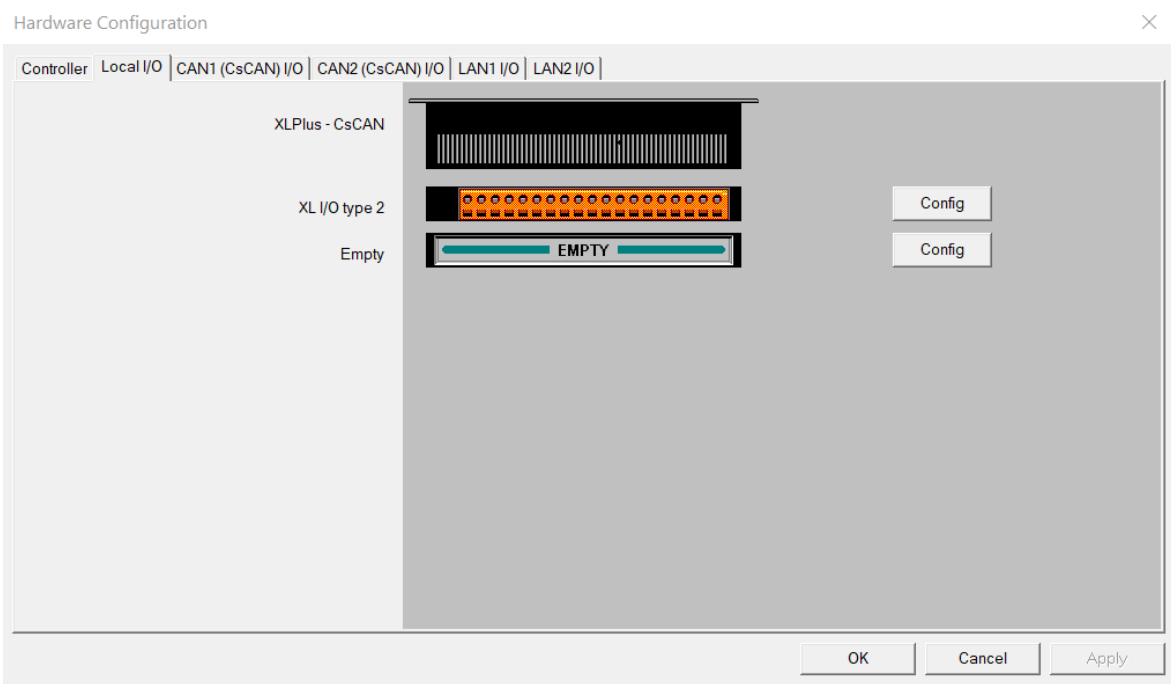 Hardware Configuration
Controller Local I/O CAN1 (CsCAN) I/O CAN2 (CsCAN) I/O LAN1 I/O LAN2 I/O
XLPlus - CsCAN
XL I/O type 2 Config
Empty EMPTY Config
OK Cancel Apply